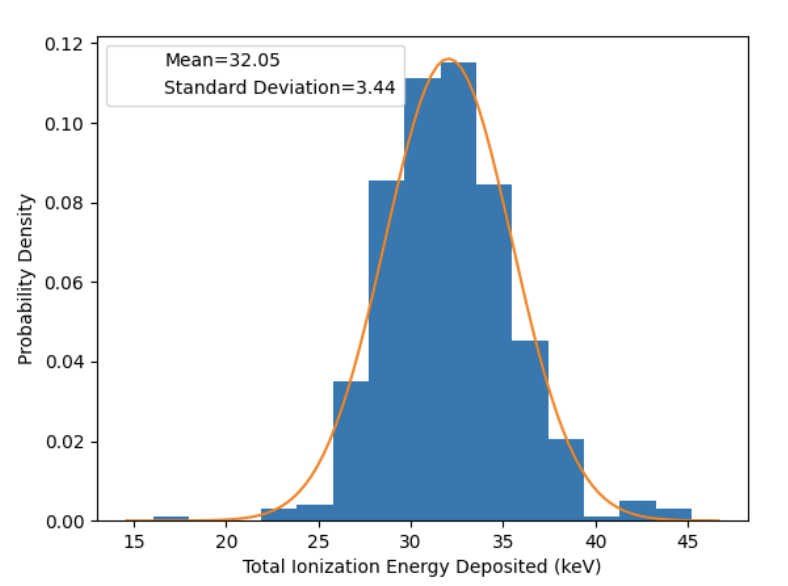 Mean=32.05
Standard Deviation=3.44
0.12
0.10
0.08
0.06
0.04
0.02
0.00
Probability Density
15 20 25 30 35 40 45
Total Ionization Energy Deposited (keV)